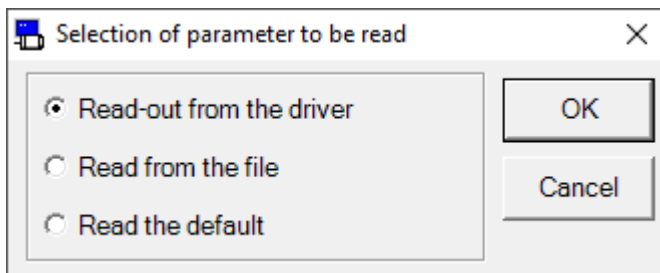 Selection of parameter to be read
Read-out from the driver
OK
Read from the file
Cancel
Read the default